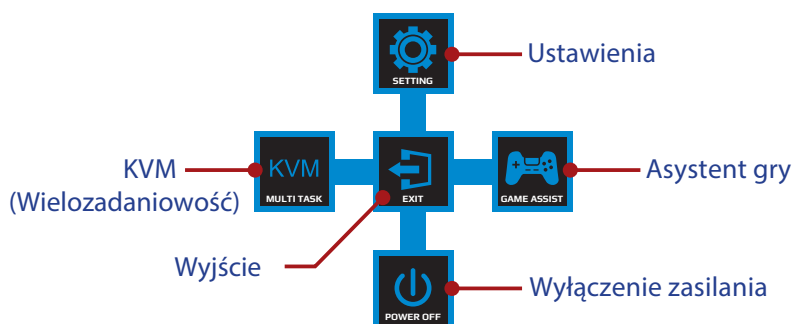 SETTING
Ustawienia
KVM
(Wielozadaniowość)
KVM
MULTI TASK
EXIT
GAME ASSIST
Asystent gry
Wyjście
POWER OFF
Wyłączenie zasilania